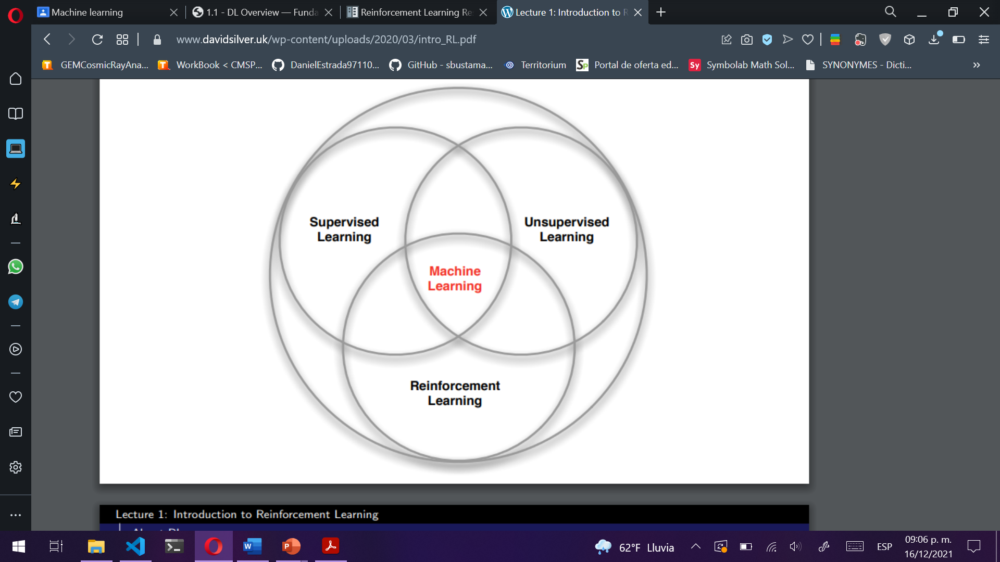 Machine learning
1.1 - DL Overview — Funda
Reinforcement Learning Re
Lecture 1: Introduction to R
www.davidsilver.uk/wp-content/uploads/2020/03/intro_RL.pdf
GEMCosmicRayAna...
WorkBook < CMSP...
DanielEstrada97110...
GitHub - sbustama...
Territorium
Sp
Portal de oferta ed...
Sy
Symbolab Math Sol...
SYNONYMES - Dicti...
Supervised
Learning
Unsupervised
Learning
Machine
Learning
Reinforcement
Learning
Lecture 1: Introduction to Reinforcement Learning
62°F Lluvia
ESP
09:06 p. m.
16/12/2021